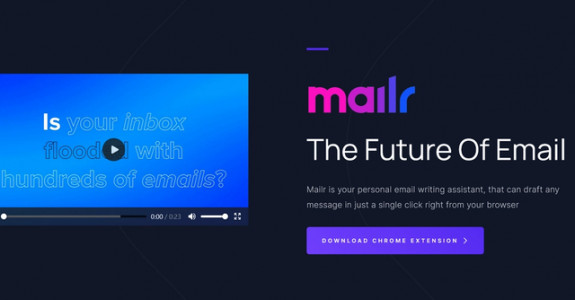 Is your inbox
flooded with
hundreds of emails?
0:00 / 0:23
mailr
The Future Of Email
Mailr is your personal email writing assistant, that can draft any
message in just a single click right from your browser
DOWNLOAD CHROME EXTENSION